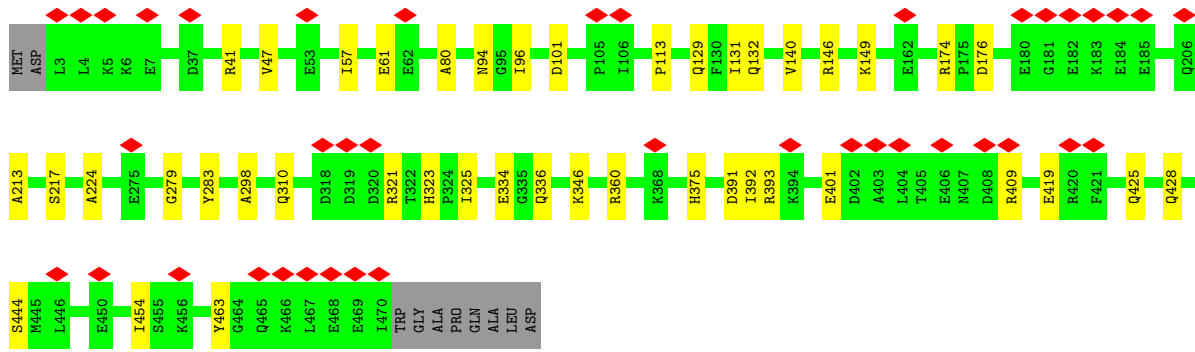 MET ASP L3 L4 K5 K6 E7 D37 R41 V47 E53 I57 E61 E62 A80 N94 G95 I96 D101 P105 I106 P113 Q129 F130 I131 Q132 V140 R146 K149 E162 R174 P175 D176 E180 G181 E182 K183 E184 E185 Q206
A213 S217 A224 E275 G279 Y283 A298 Q310 D318 D319 D320 R321 T322 H323 P324 I325 E334 G335 Q336 K346 R360 K368 H375 D391 I392 R393 K394 E401 D402 A403 L404 T405 E406 N407 D408 R409 E419 R420 F421 Q425 Q428
S444 M445 L446 E450 I454 S455 K456 Y463 G464 Q465 K466 L467 E468 E469 I470 TRP GLY ALA PRO GLN ALA LEU ASP